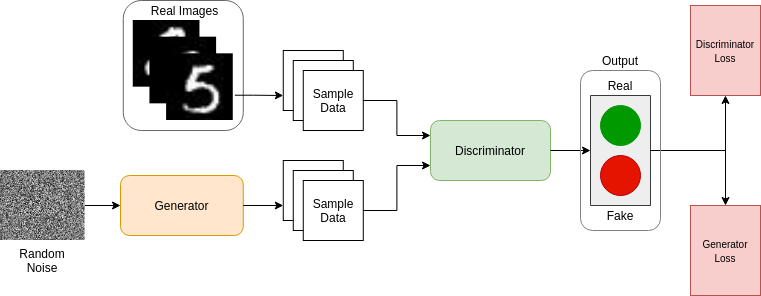 Real Images
5
Sample
Data
Random
Noise
Generator
Sample
Data
Discriminator
Output
Real
Fake
Discriminator
Loss
Generator
Loss